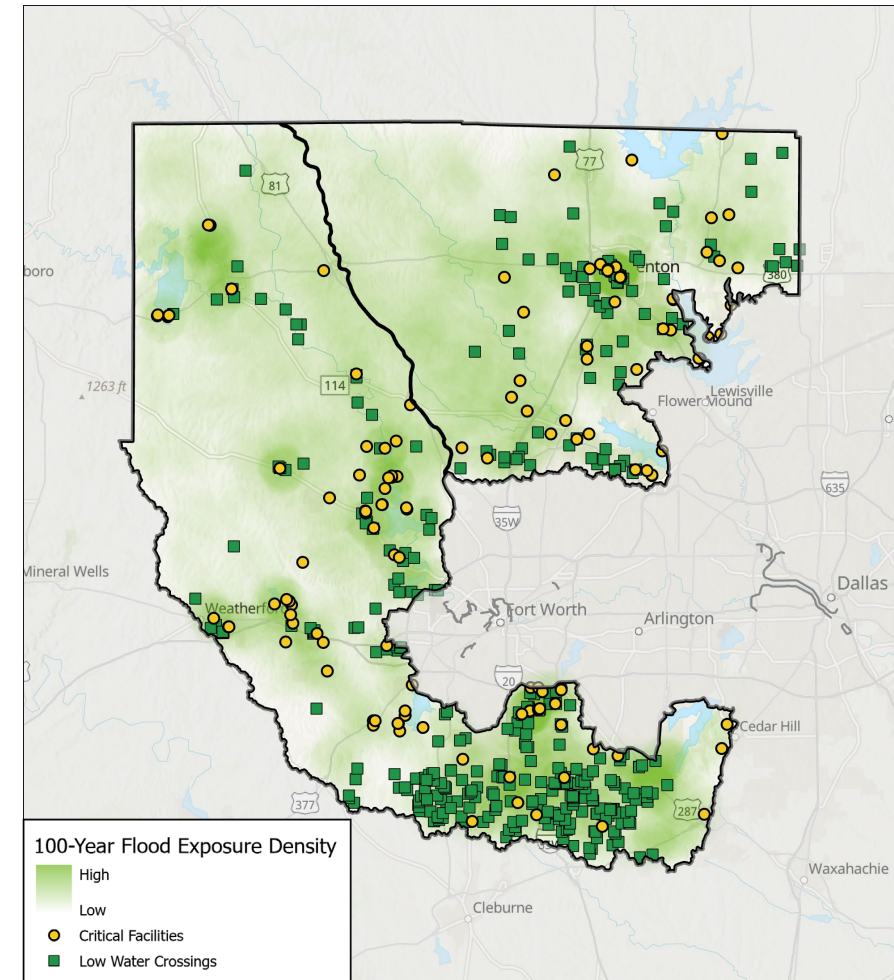 77
81
enton
380
boro
1263 ft
114
Lewisville
Flower Mound
635
35W
Mineral Wells
Dallas
Weatherfo
Fort Worth
Arlington
20
Cedar Hill
377
287
100-Year Flood Exposure Density
High
Low
Waxahachie
Cleburne
Critical Facilities
Low Water Crossings